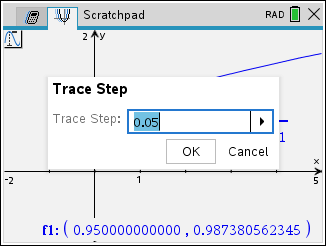 Scratchpad
RAD
2 y
Trace Step
Trace Step: 0.05
1
OK Cancel
x
-2 1 5
f1: ( 0.950000000000 , 0.987380562345 )